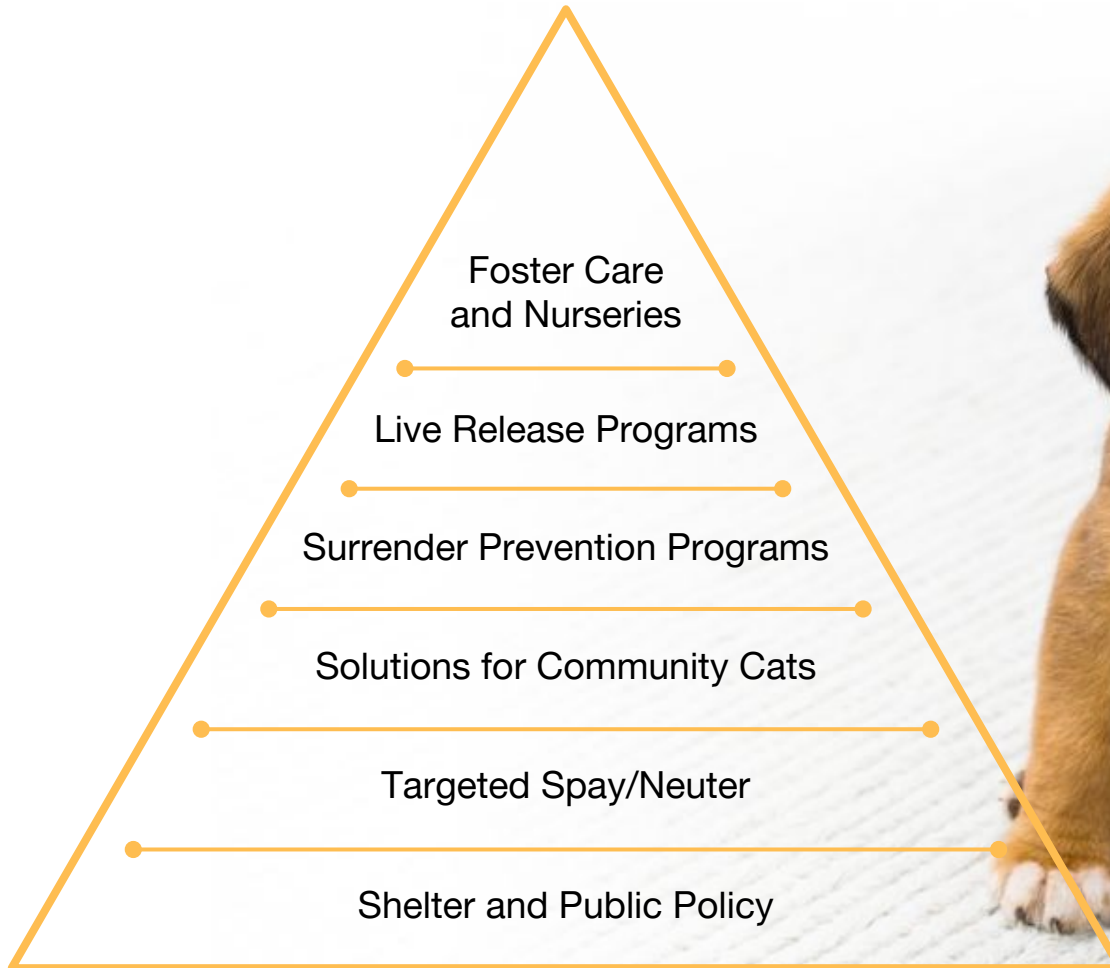 Foster Care
and Nurseries
Live Release Programs
Surrender Prevention Programs
Solutions for Community Cats
Targeted Spay/Neuter
Shelter and Public Policy